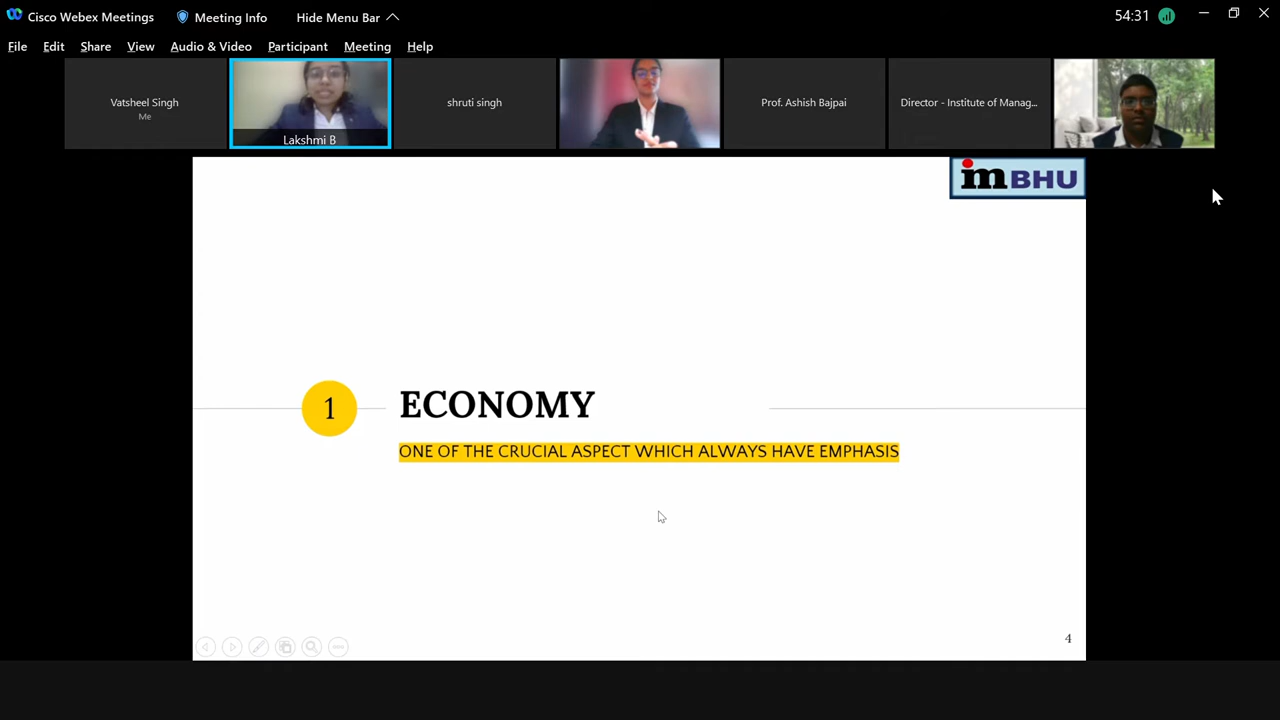 Cisco Webex Meetings
Meeting Info
Hide Menu Bar
54:31
File Edit Share View Audio & Video Participant Meeting Help
Vatsheel Singh
Me
Lakshmi B
shruti singh
Prof. Ashish Bajpai
Director - Institute of Manag...
im BHU
1
ECONOMY
ONE OF THE CRUCIAL ASPECT WHICH ALWAYS HAVE EMPHASIS
4